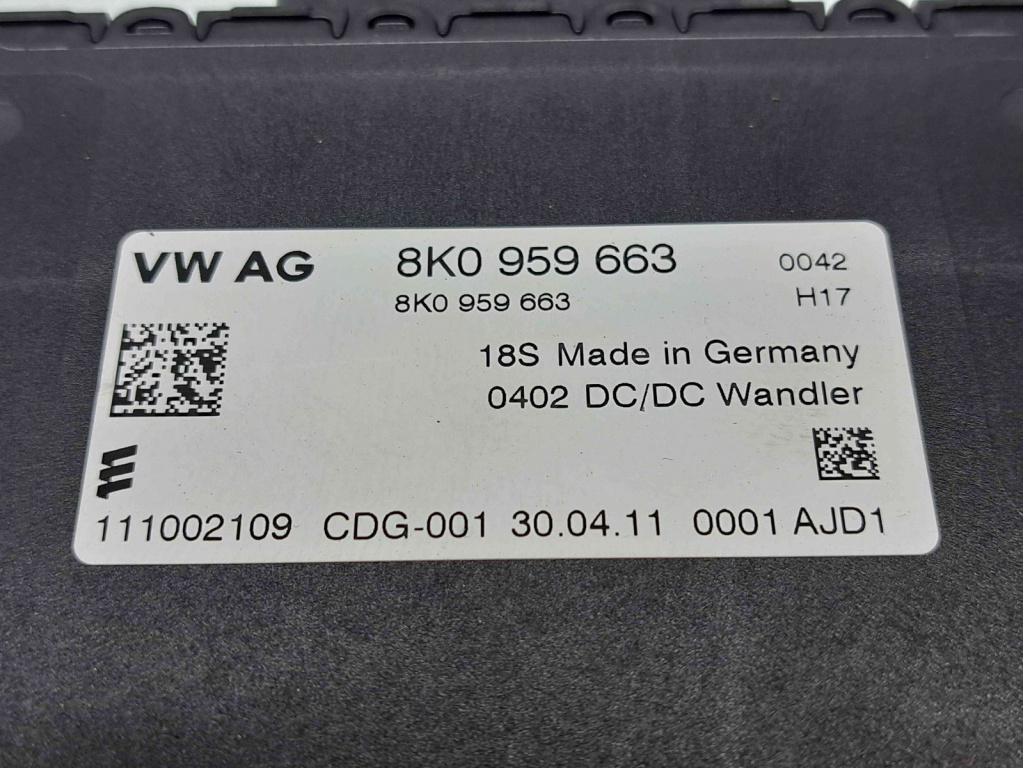 VW AG 8K0 959 663 0042
8K0 959 663 H17
18S Made in Germany
0402 DC/DC Wandler
111002109 CDG-001 30.04.11 0001 AJD1